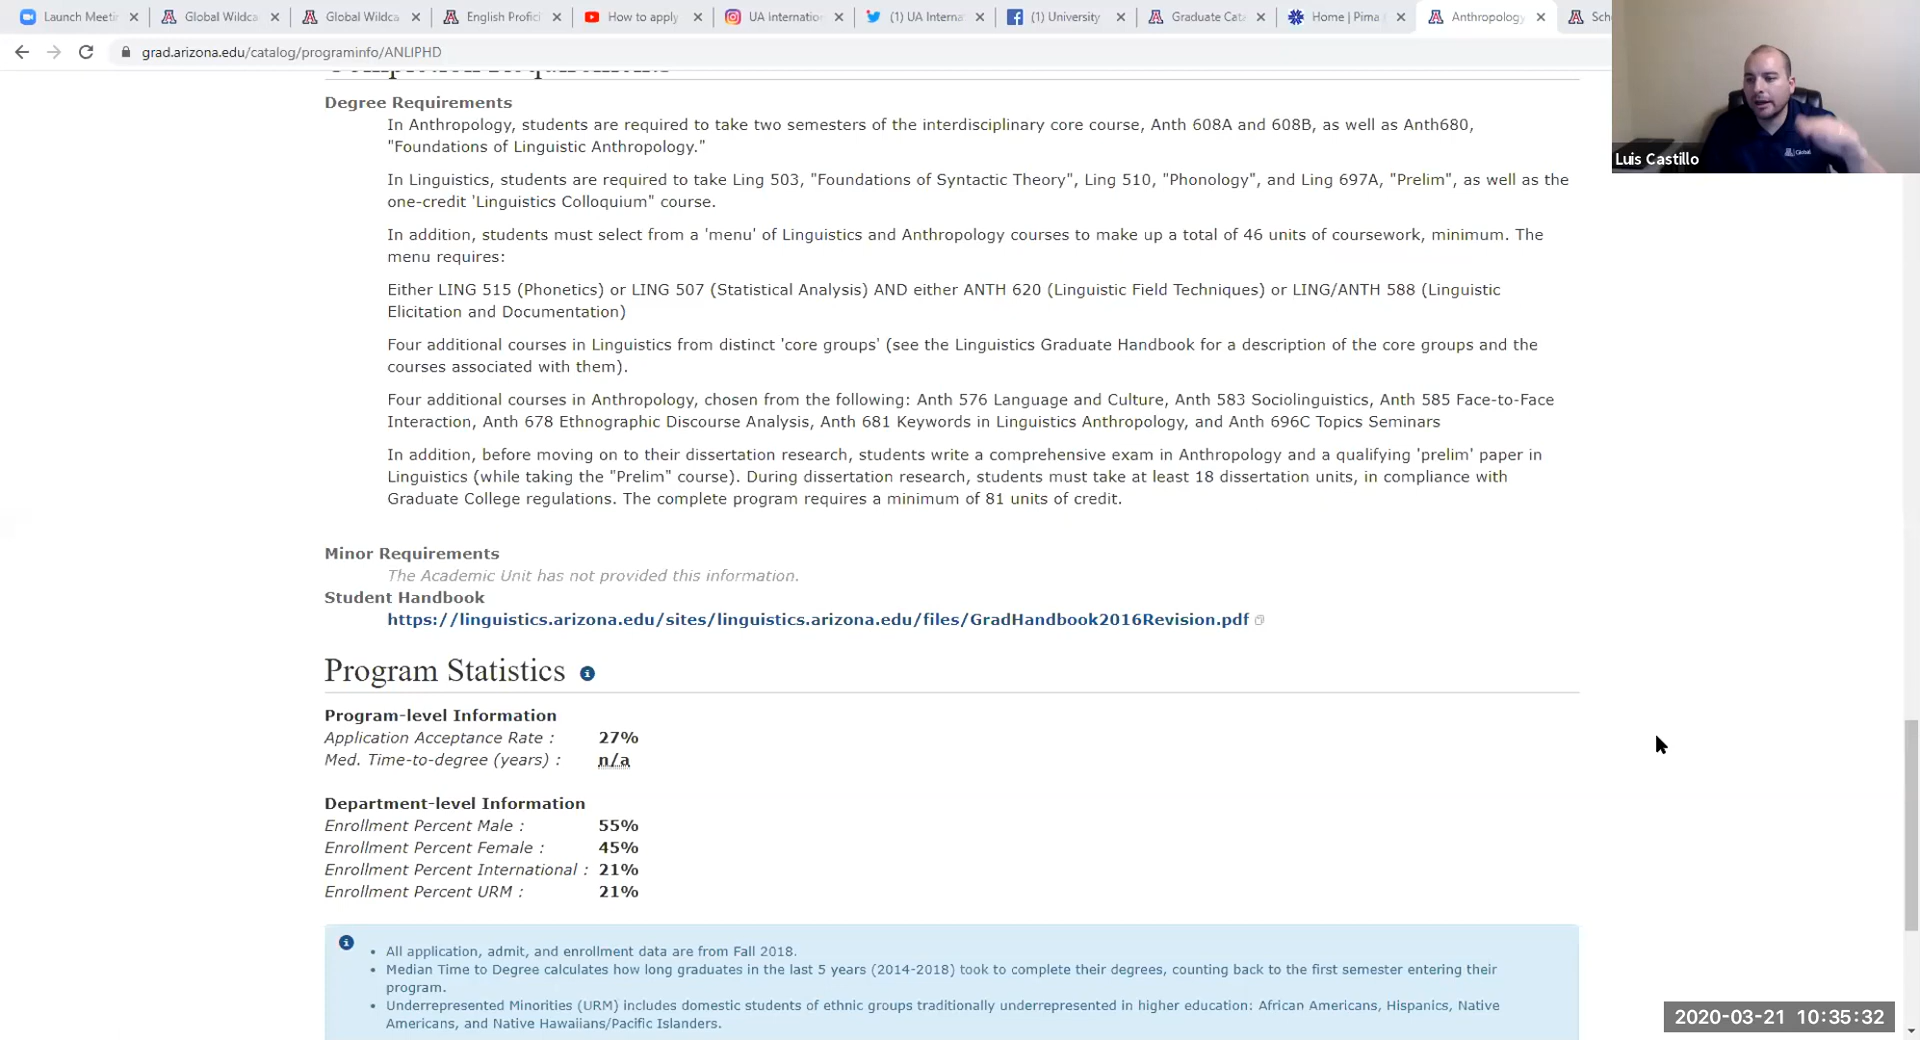 Launch Meeti
Global Wildca
Global Wildca
English Profici
How to apply
UA Internatio
(1) UA Interna
(1) University
Graduate Cata
Home | Pima
Anthropology
Sch
grad.arizona.edu/catalog/programinfo/ANLIPHD
Completion Requirements
Degree Requirements
In Anthropology, students are required to take two semesters of the interdisciplinary core course, Anth 608A and 608B, as well as Anth680,
"Foundations of Linguistic Anthropology."
In Linguistics, students are required to take Ling 503, "Foundations of Syntactic Theory", Ling 510, "Phonology", and Ling 697A, "Prelim", as well as the
one-credit 'Linguistics Colloquium" course.
In addition, students must select from a 'menu' of Linguistics and Anthropology courses to make up a total of 46 units of coursework, minimum. The
menu requires:
Either LING 515 (Phonetics) or LING 507 (Statistical Analysis) AND either ANTH 620 (Linguistic Field Techniques) or LING/ANTH 588 (Linguistic
Elicitation and Documentation)
Four additional courses in Linguistics from distinct 'core groups' (see the Linguistics Graduate Handbook for a description of the core groups and the
courses associated with them).
Four additional courses in Anthropology, chosen from the following: Anth 576 Language and Culture, Anth 583 Sociolinguistics, Anth 585 Face-to-Face
Interaction, Anth 678 Ethnographic Discourse Analysis, Anth 681 Keywords in Linguistics Anthropology, and Anth 696C Topics Seminars
In addition, before moving on to their dissertation research, students write a comprehensive exam in Anthropology and a qualifying 'prelim' paper in
Linguistics (while taking the "Prelim" course). During dissertation research, students must take at least 18 dissertation units, in compliance with
Graduate College regulations. The complete program requires a minimum of 81 units of credit.
Minor Requirements
The Academic Unit has not provided this information.
Student Handbook
https://linguistics.arizona.edu/sites/linguistics.arizona.edu/files/GradHandbook2016Revision.pdf
Program Statistics
Program-level Information
Application Acceptance Rate : 27%
Med. Time-to-degree (years) : n/a
Department-level Information
Enrollment Percent Male : 55%
Enrollment Percent Female : 45%
Enrollment Percent International : 21%
Enrollment Percent URM : 21%
• All application, admit, and enrollment data are from Fall 2018.
• Median Time to Degree calculates how long graduates in the last 5 years (2014-2018) took to complete their degrees, counting back to the first semester entering their
program.
• Underrepresented Minorities (URM) includes domestic students of ethnic groups traditionally underrepresented in higher education: African Americans, Hispanics, Native
Americans, and Native Hawaiians/Pacific Islanders.
Global
Luis Castillo
2020-03-21 10:35:32